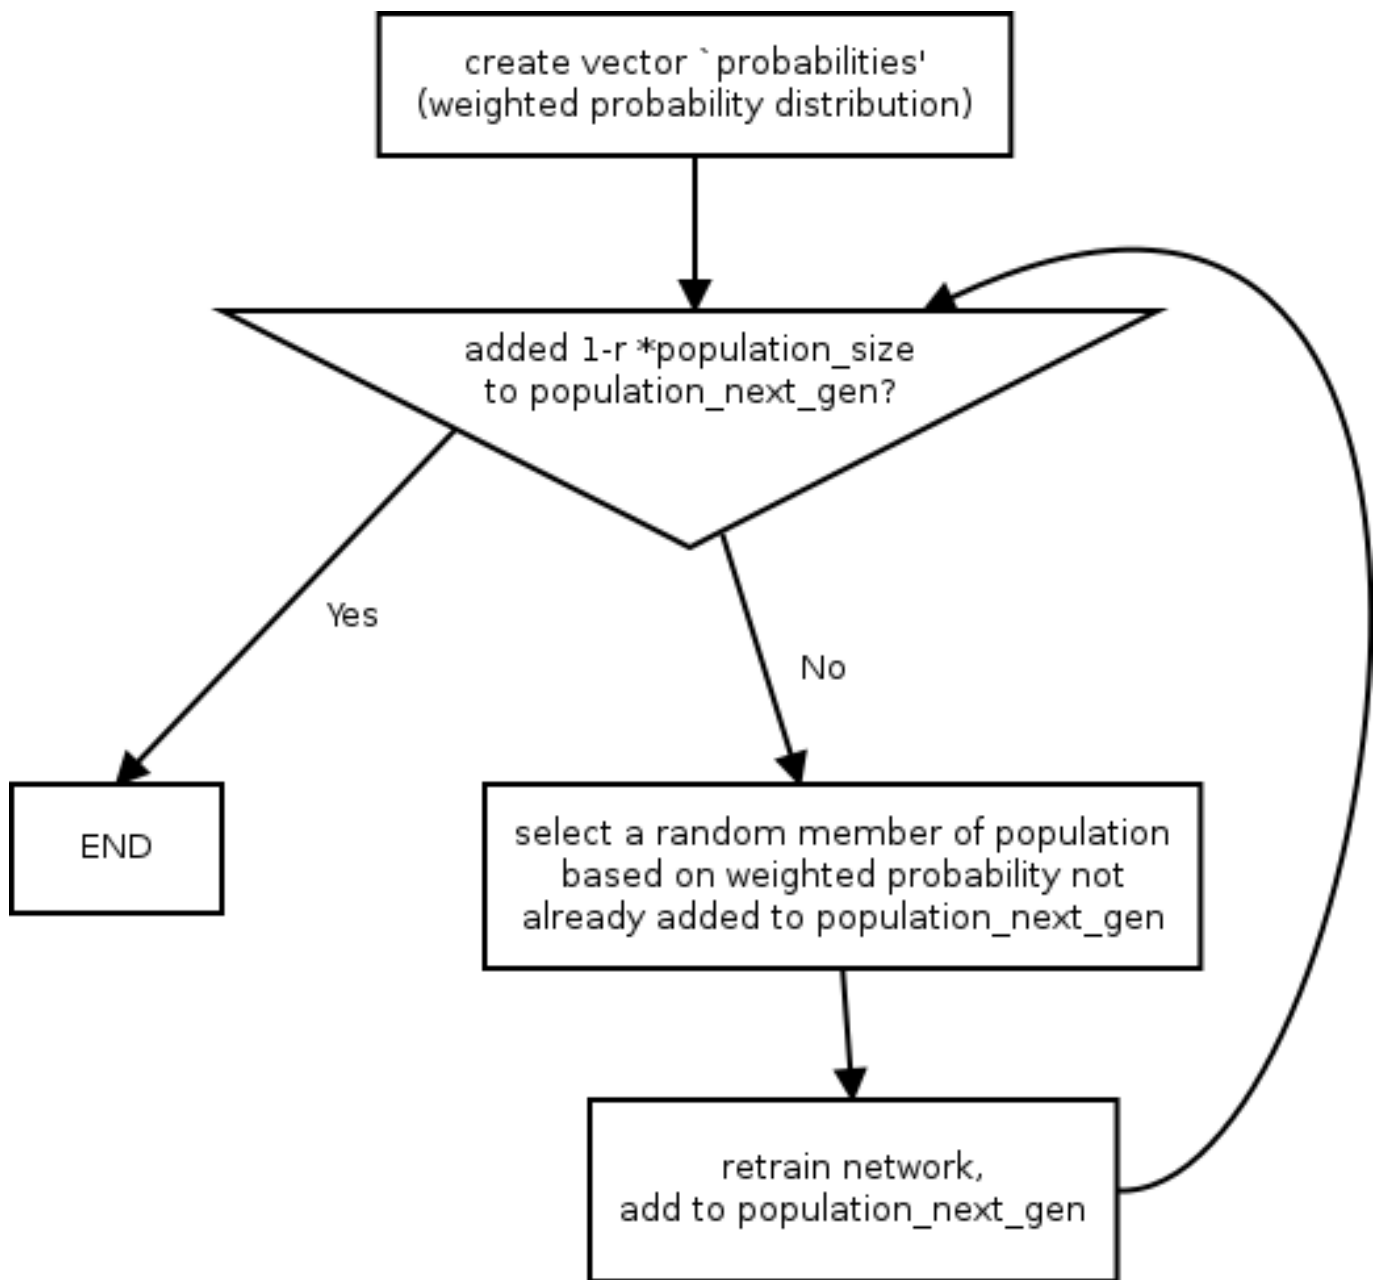 create vector `probabilities'
(weighted probability distribution)
added 1-r *population_size
to population_next_gen?
Yes
No
END
select a random member of population
based on weighted probability not
already added to population_next_gen
retrain network,
add to population_next_gen